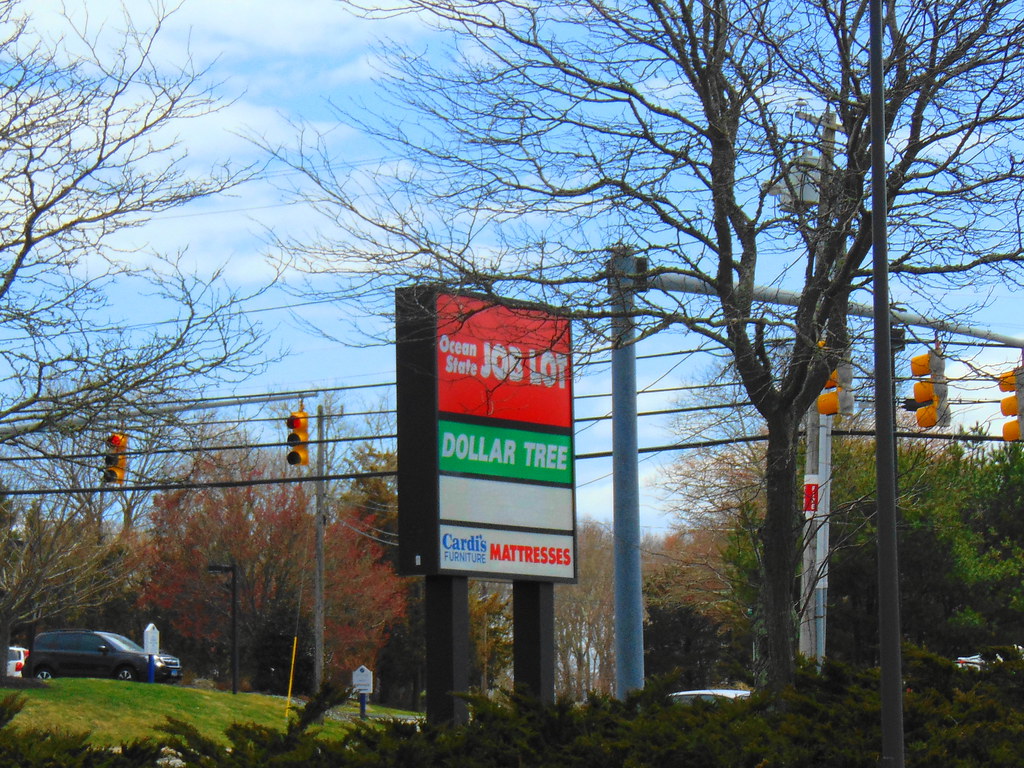 Ocean
State JOB LOT
DOLLAR TREE
Cardi's
FURNITURE MATTRESSES